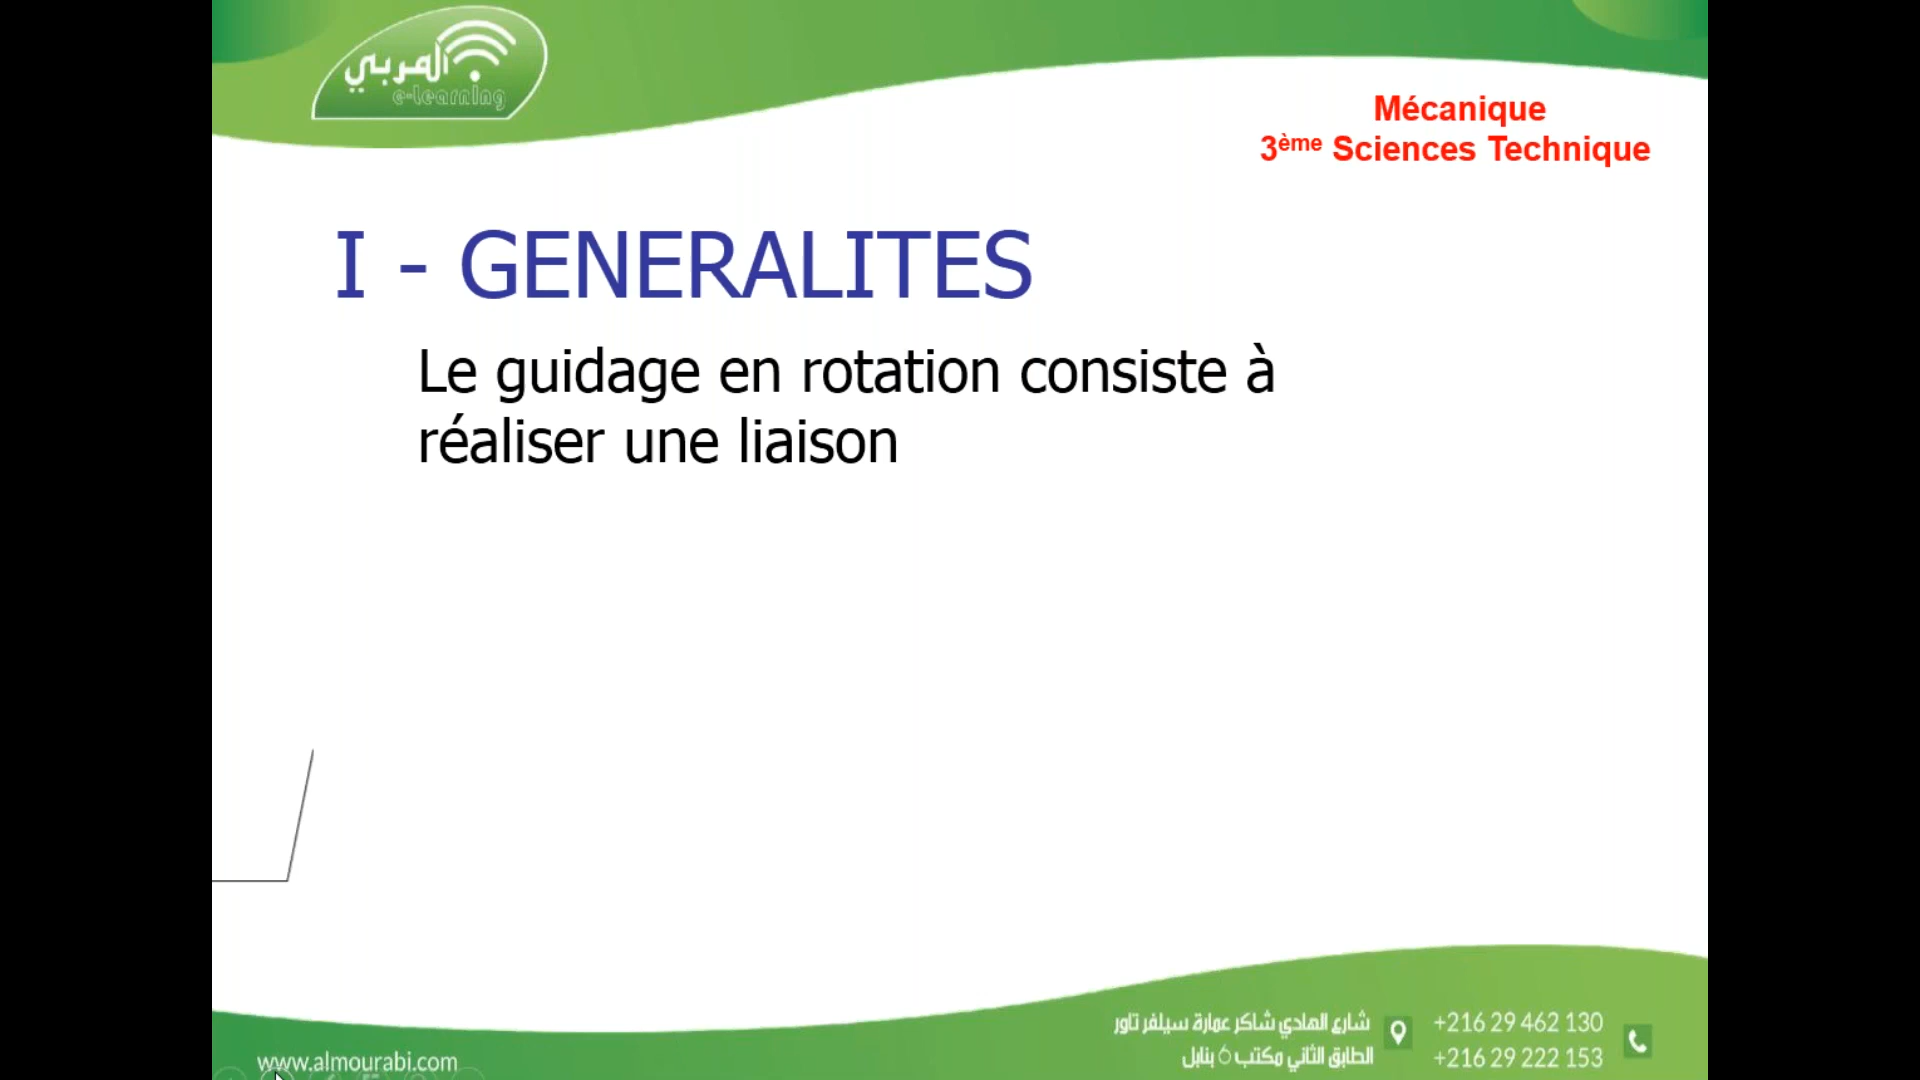 المربي
e-learning
Mécanique
3ème Sciences Technique
I - GENERALITES
Le guidage en rotation consiste à
réaliser une liaison
www.almourabi.com
شارع الهادي شاكر عمارة سيلفر تاور
الطابق الثاني مكتب 6 بنابل
+216 29 462 130
+216 29 222 153